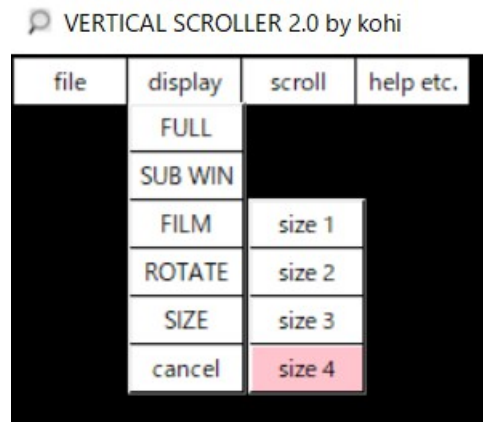 VERTICAL SCROLLER 2.0 by kohi
file display scroll help etc.
FULL
SUB WIN
FILM size 1
ROTATE size 2
SIZE size 3
cancel size 4